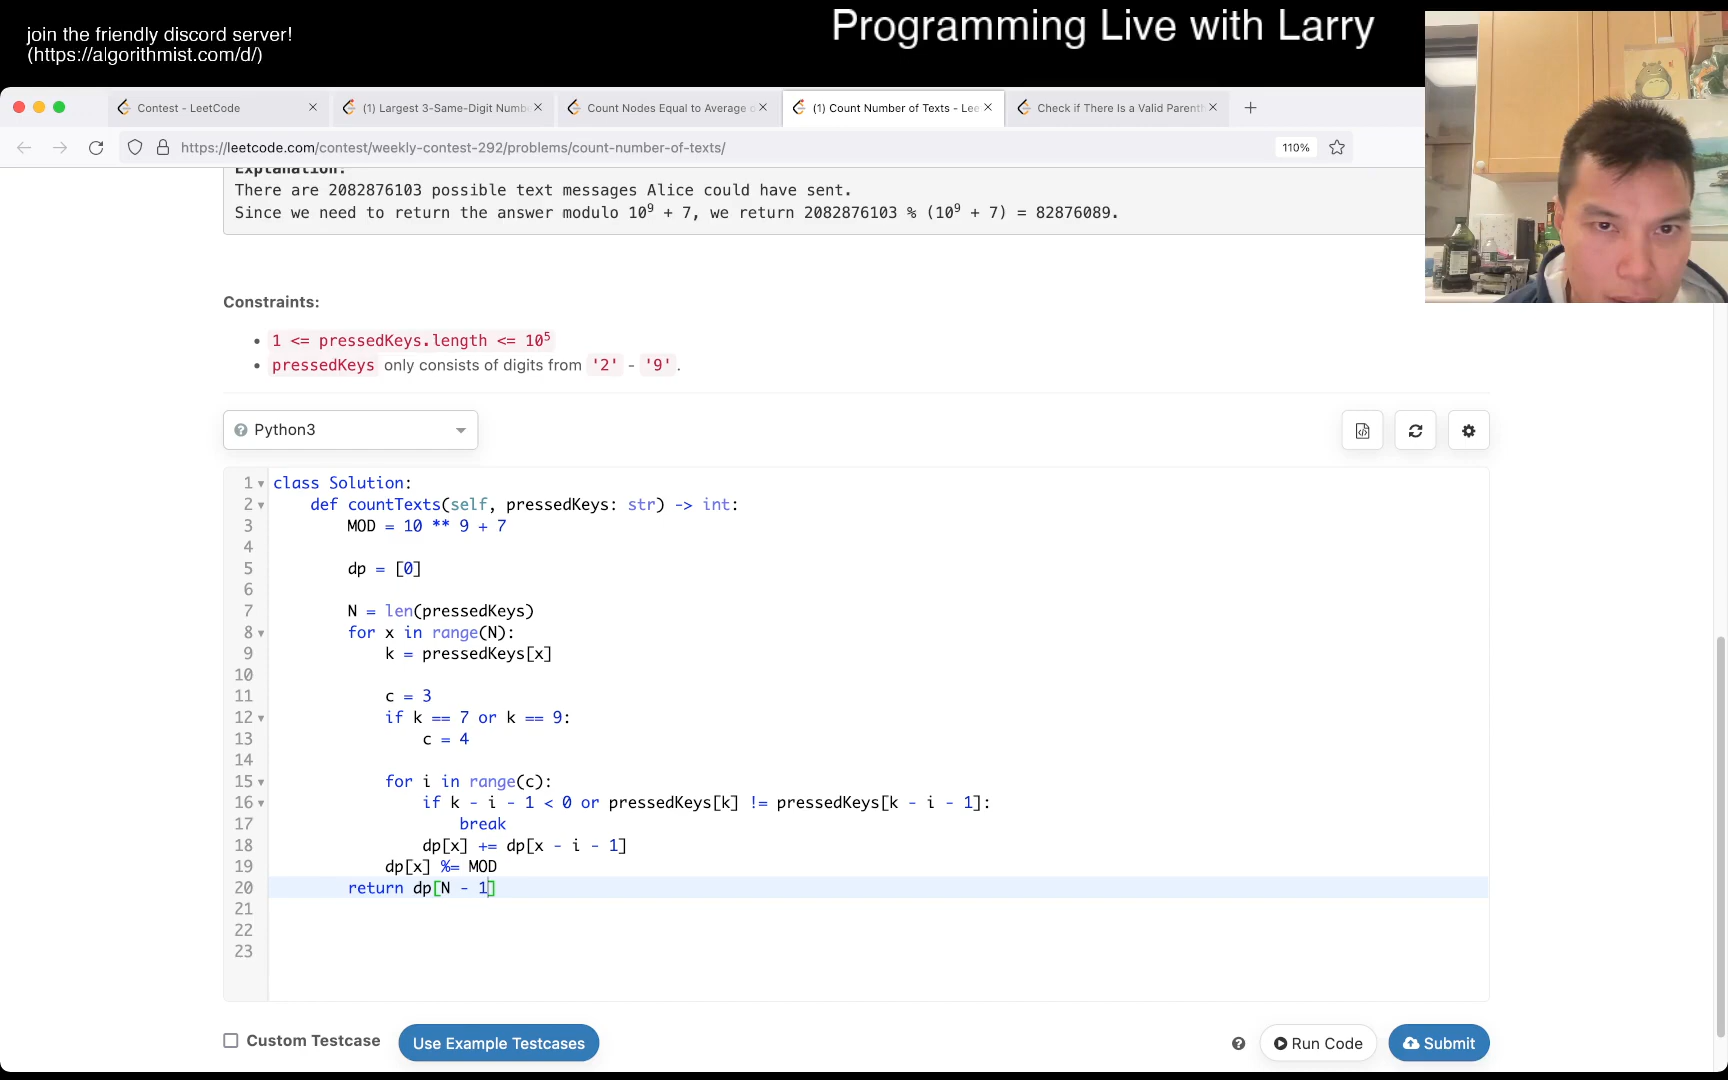 join the friendly discord server!
(https://algorithmist.com/d/)
Programming Live with Larry
Contest - LeetCode
(1) Largest 3-Same-Digit Numbe
Count Nodes Equal to Average o
(1) Count Number of Texts - Lee
Check if There Is a Valid Parenth
https://leetcode.com/contest/weekly-contest-292/problems/count-number-of-texts/
110%
Explanation:
There are 2082876103 possible text messages Alice could have sent.
Since we need to return the answer modulo 10⁹ + 7, we return 2082876103 % (10⁹ + 7) = 82876089.
Constraints:
• 1 <= pressedKeys.length <= 10⁵
• pressedKeys only consists of digits from '2' - '9'.
Python3
1 class Solution:
2 def countTexts(self, pressedKeys: str) -> int:
3 MOD = 10 ** 9 + 7
4
5 dp = [0]
6
7 N = len(pressedKeys)
8 for x in range(N):
9 k = pressedKeys[x]
10
11 c = 3
12 if k == 7 or k == 9:
13 c = 4
14
15 for i in range(c):
16 if k - i - 1 < 0 or pressedKeys[k] != pressedKeys[k - i - 1]:
17 break
18 dp[x] += dp[x - i - 1]
19 dp[x] %= MOD
20 return dp[N - 1]
21
22
23
Custom Testcase
Use Example Testcases
Run Code
Submit